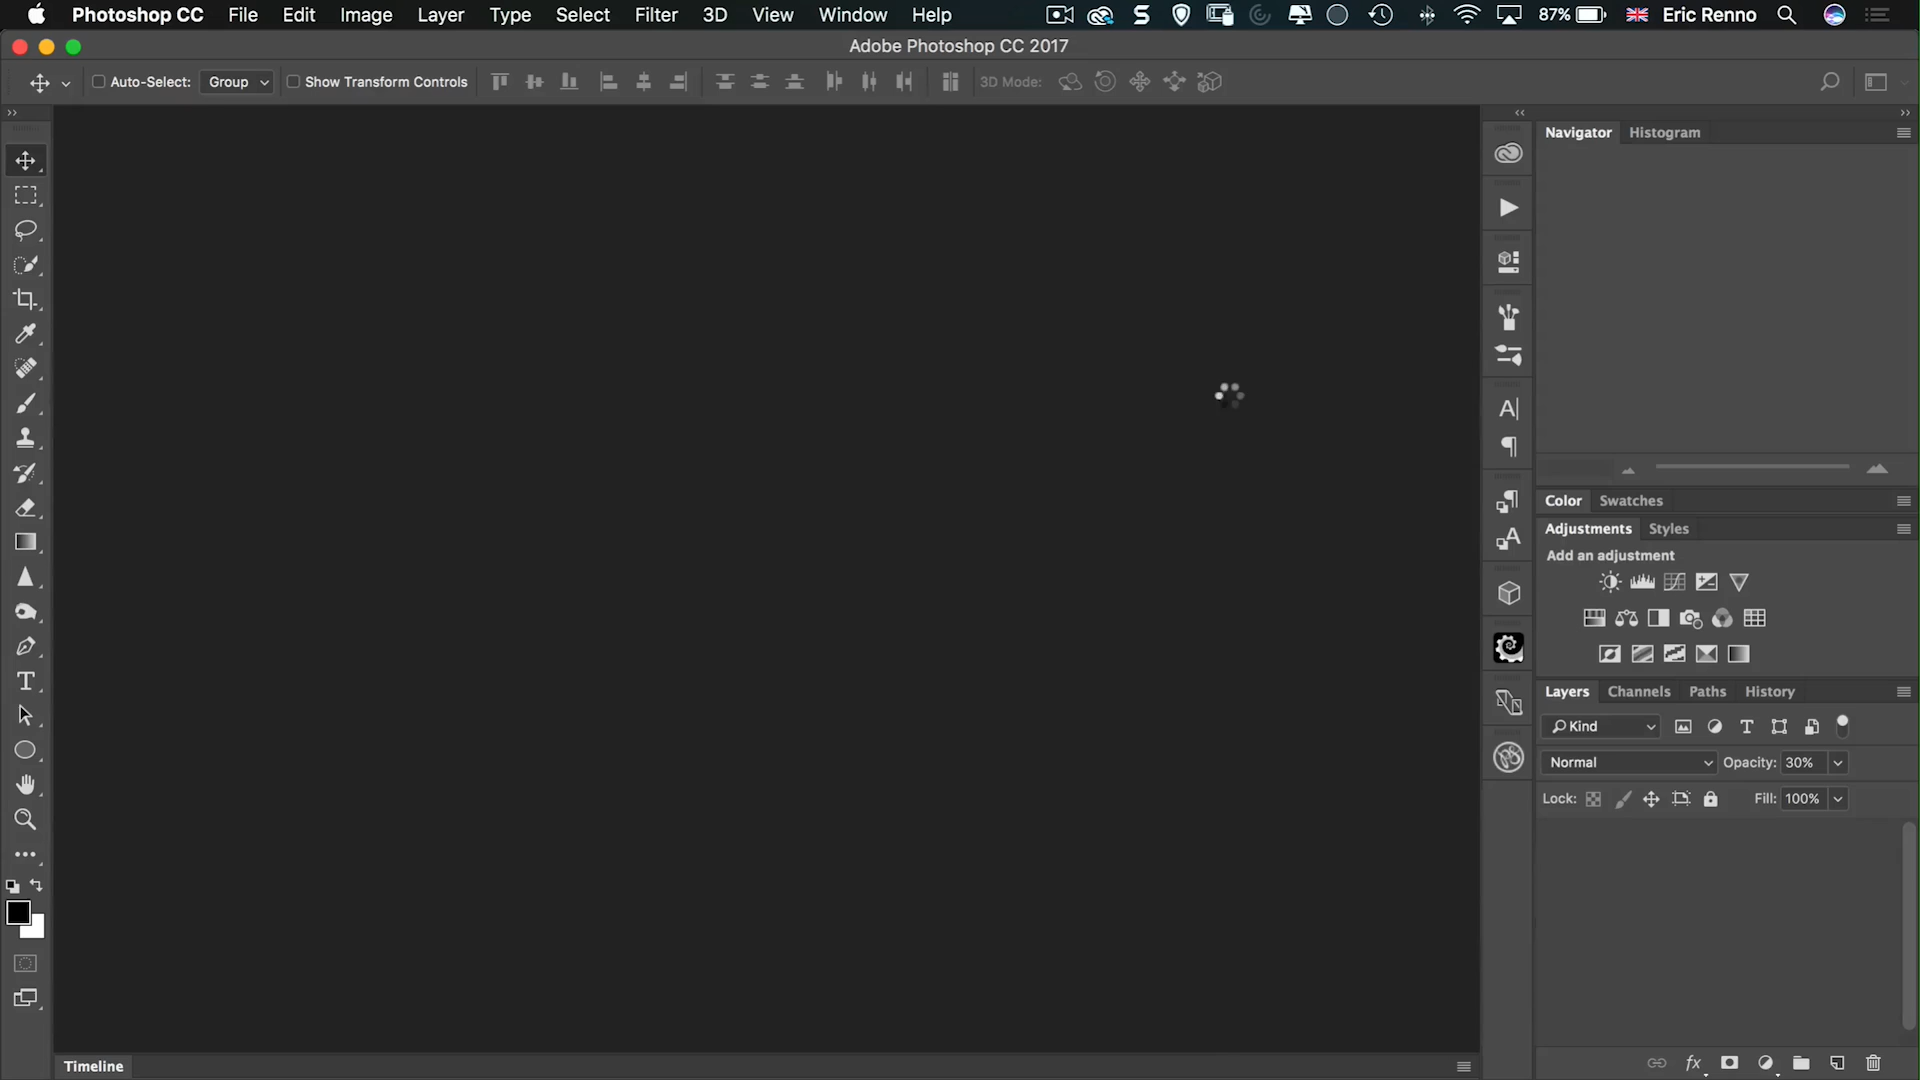 Photoshop CC File Edit Image Layer Type Select Filter 3D View Window Help 87% Eric Renno
Adobe Photoshop CC 2017
Auto-Select: Group Show Transform Controls 3D Mode:
Navigator Histogram
Color Swatches
Adjustments Styles
Add an adjustment
Layers Channels Paths History
Kind
Normal Opacity: 30%
Lock: Fill: 100%
Timeline